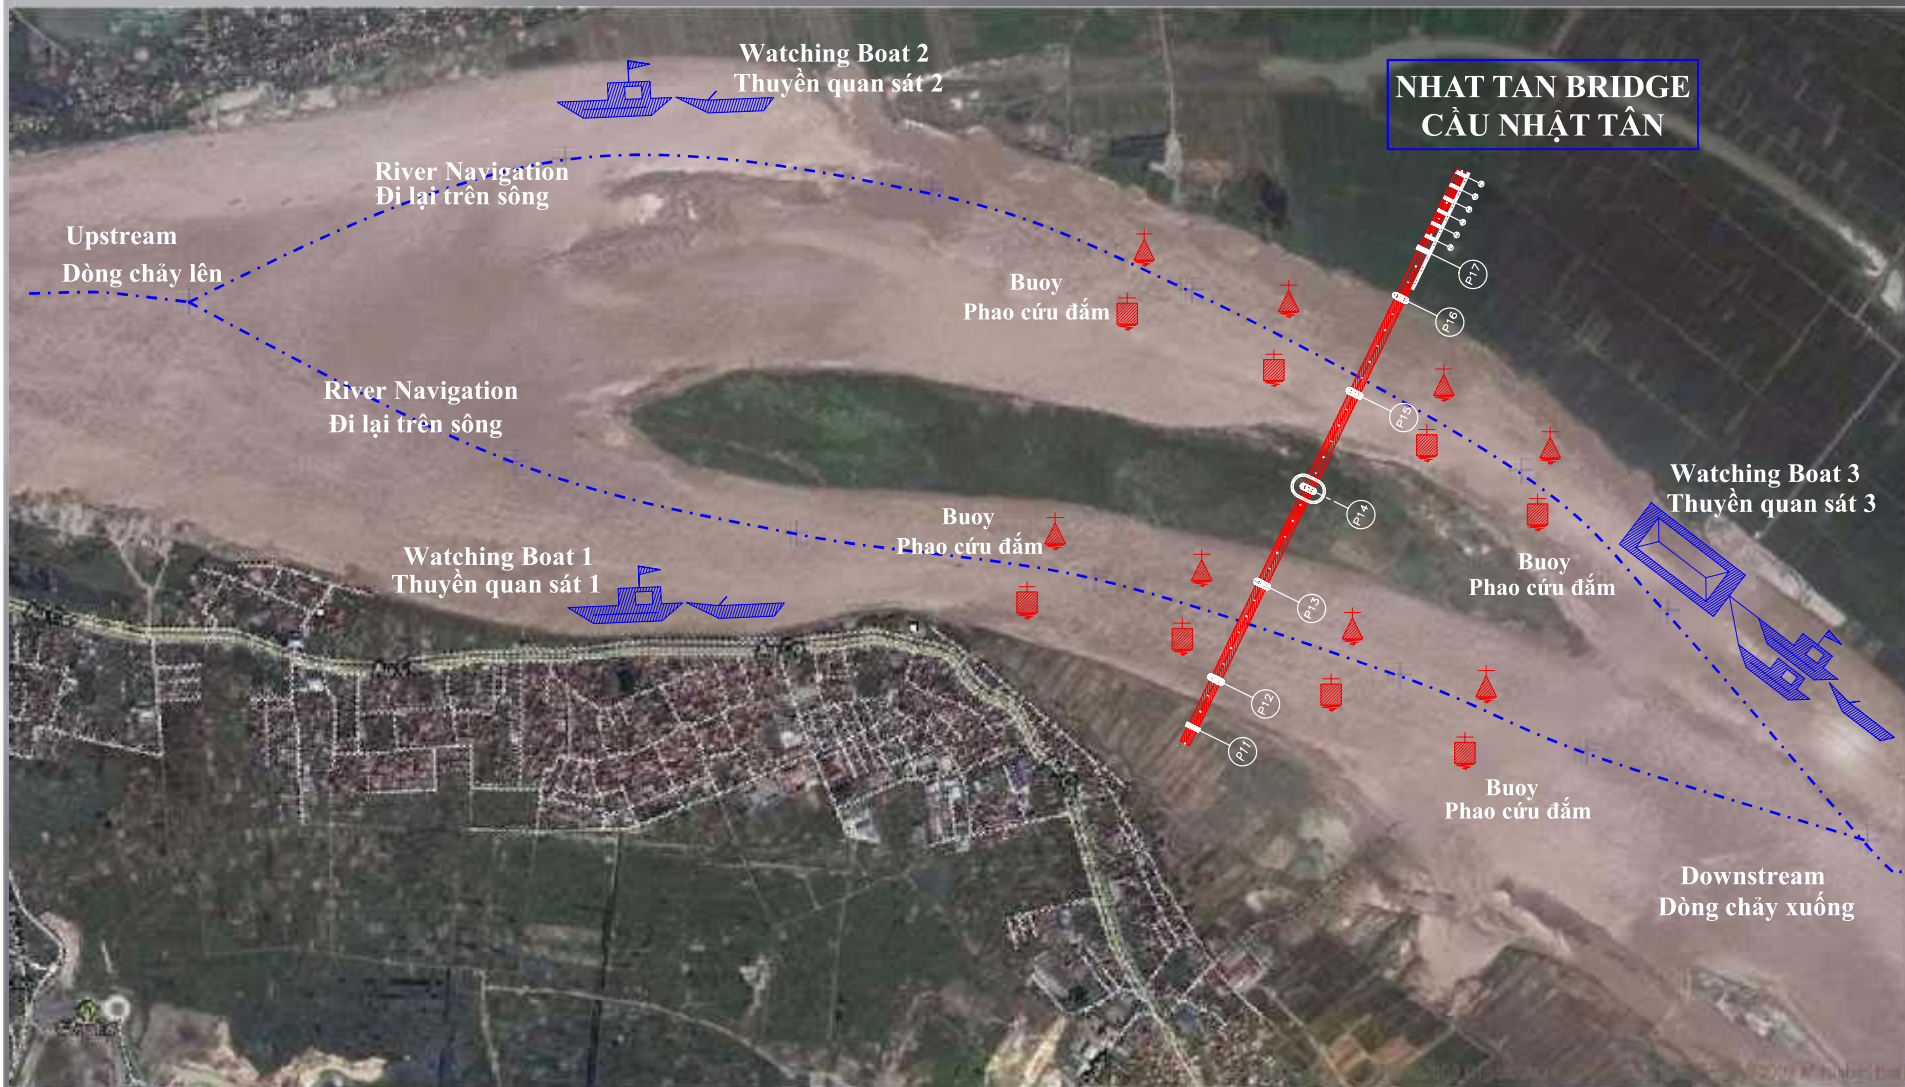 Watching Boat 2
Thuyền quan sát 2
NHAT TAN BRIDGE
CẦU NHẬT TÂN
River Navigation
Đi lại trên sông
Upstream
Dòng chảy lên
Buoy
Phao cứu đắm
P17
P16
P15
P14
P13
P12
P11
River Navigation
Đi lại trên sông
Watching Boat 3
Thuyền quan sát 3
Buoy
Phao cứu đắm
Watching Boat 1
Thuyền quan sát 1
Buoy
Phao cứu đắm
Buoy
Phao cứu đắm
Downstream
Dòng chảy xuống